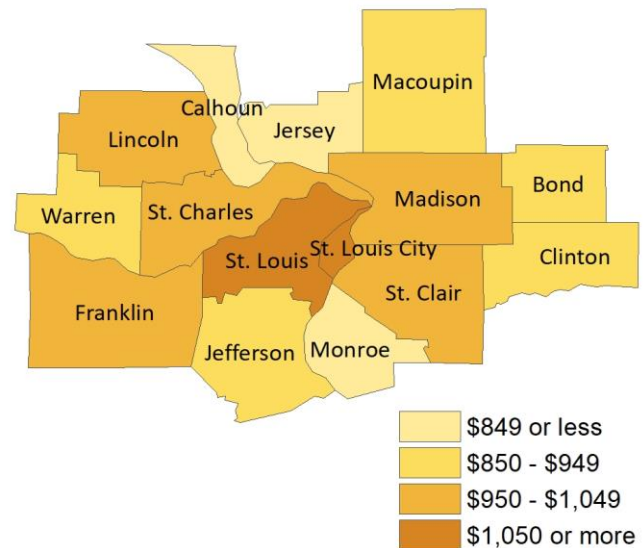 Macoupin
Calhoun
Jersey
Lincoln
Bond
Madison
Warren
St. Charles
St. Louis City
Clinton
St. Louis
St. Clair
Franklin
Jefferson
Monroe
$849 or less
$850 - $949
$950 - $1,049
$1,050 or more